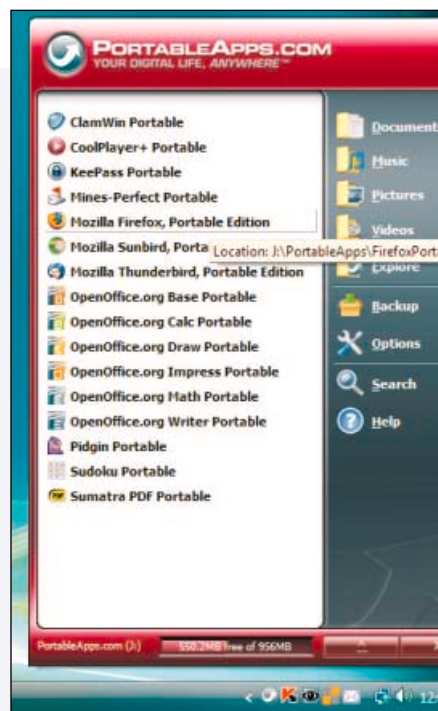 PORTABLEAPPS.COM
YOUR DIGITAL LIFE, ANYWHERE™
ClamWin Portable
CoolPlayer+ Portable
KeePass Portable
Mines-Perfect Portable
Mozilla Firefox, Portable Edition
Mozilla Sunbird, Porta
Location: J:\PortableApps\FirefoxPorta
Mozilla Thunderbird, Portable Edition
OpenOffice.org Base Portable
OpenOffice.org Calc Portable
OpenOffice.org Draw Portable
OpenOffice.org Impress Portable
OpenOffice.org Math Portable
OpenOffice.org Writer Portable
Pidgin Portable
Sudoku Portable
Sumatra PDF Portable
Document
Music
Pictures
Videos
Explore
Backup
Options
Search
Help
PortableApps.com (J:)
550.2MB free of 956MB
12: